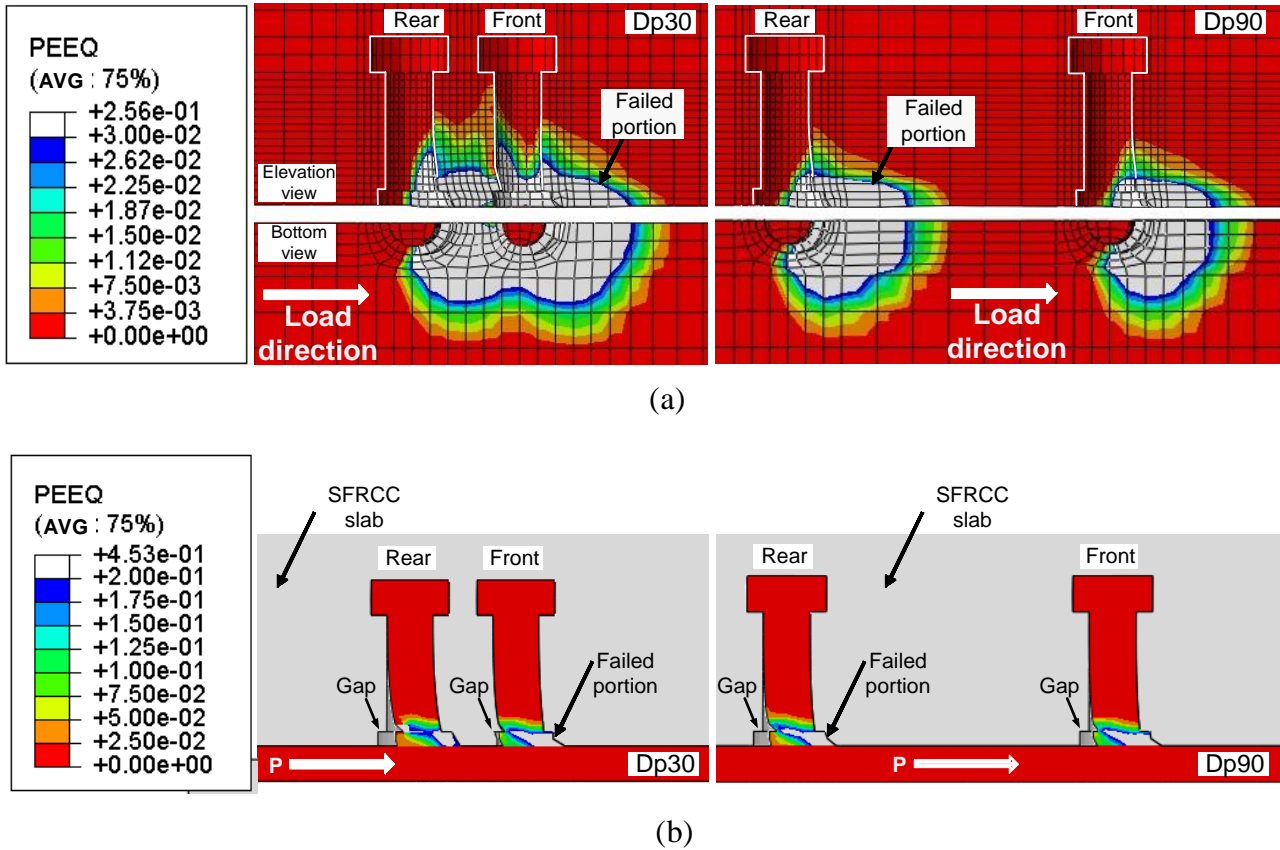 PEEQ
(AVG : 75%)
+2.56e-01
+3.00e-02
+2.62e-02
+2.25e-02
+1.87e-02
+1.50e-02
+1.12e-02
+7.50e-03
+3.75e-03
+0.00e+00
Rear
Front
Dp30
Failed
portion
Elevation
view
Bottom
view
Load
direction
Rear
Front
Dp90
Failed
portion
Load
direction
(a)
PEEQ
(AVG : 75%)
+4.53e-01
+2.00e-01
+1.75e-01
+1.50e-01
+1.25e-01
+1.00e-01
+7.50e-02
+5.00e-02
+2.50e-02
+0.00e+00
SFRCC
slab
Rear
Front
Gap
Gap
Failed
portion
P
Dp30
SFRCC
slab
Rear
Front
Gap
Failed
portion
Gap
P
Dp90
(b)